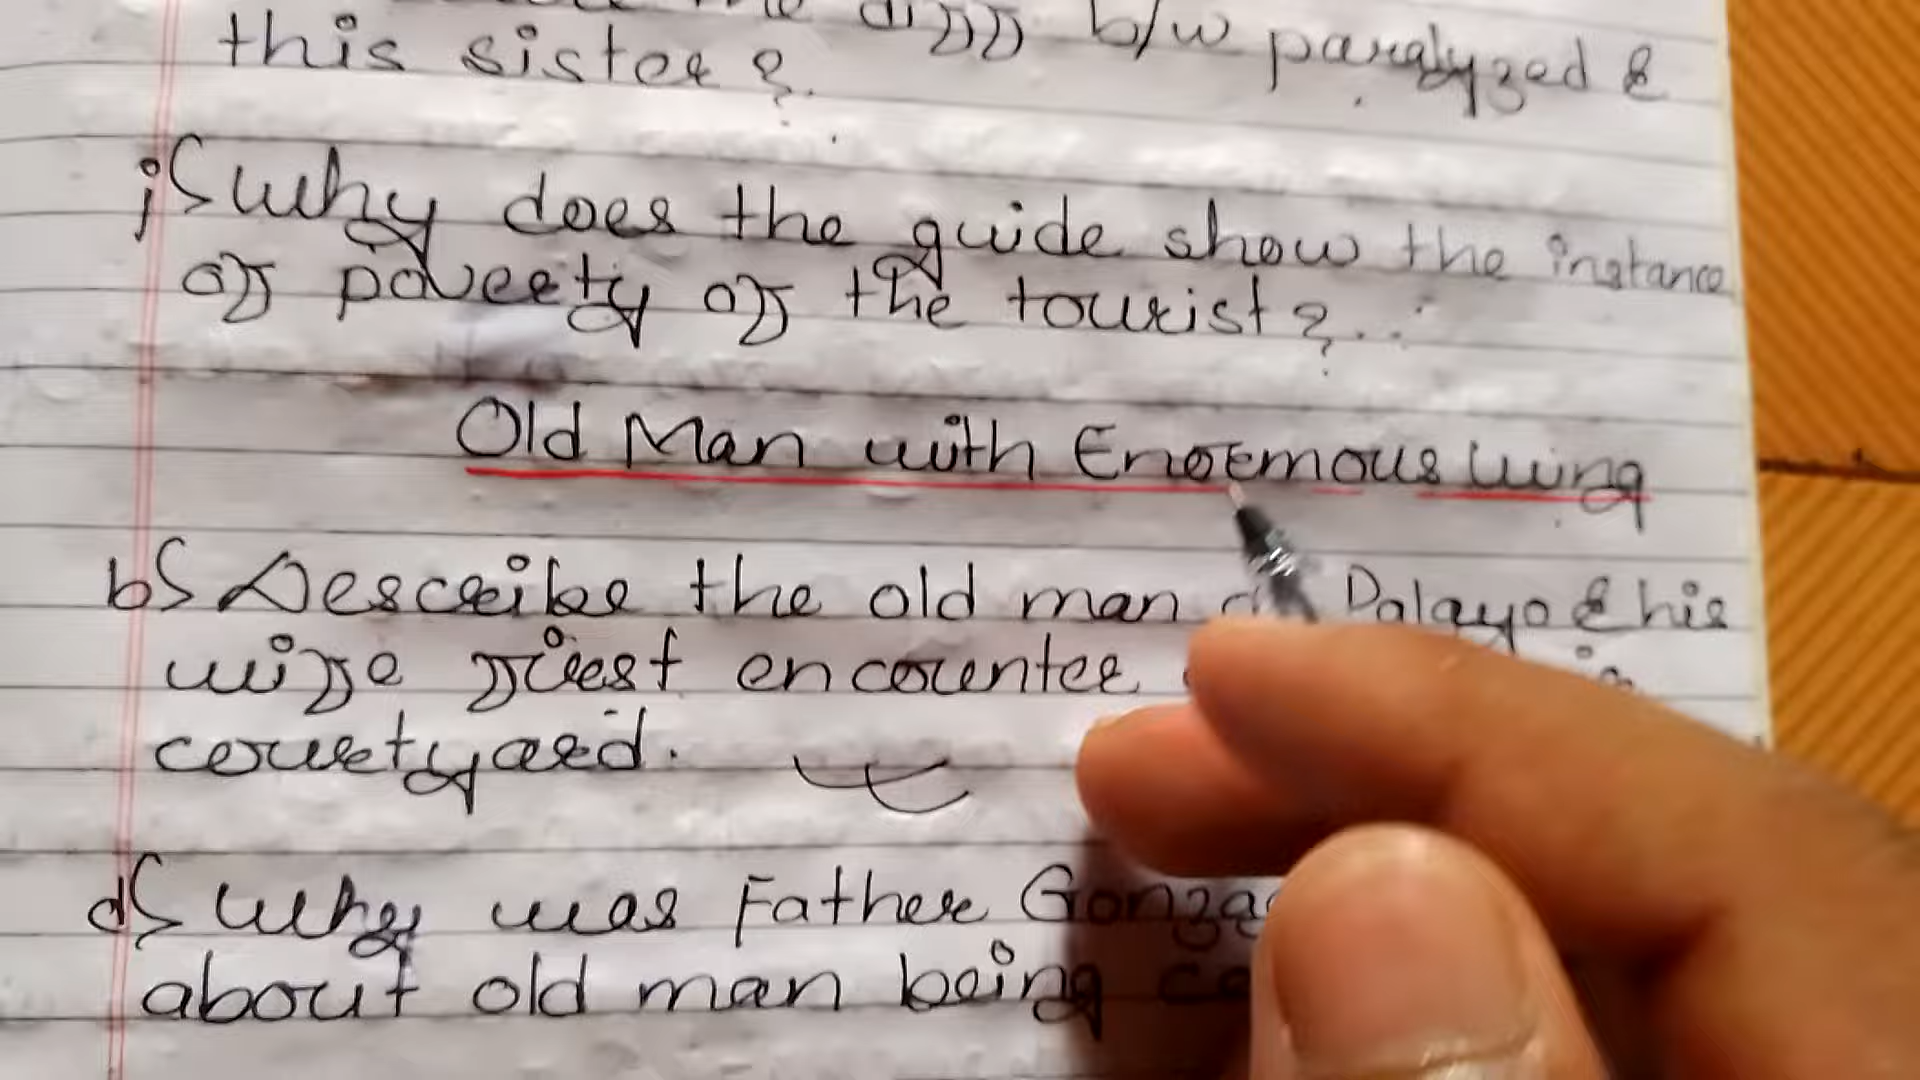 b/w paralyzed &
this sister?
j) Why does the guide show the instance
of poverty of the tourist?
Old Man with Enormous Wing
b) Describe the old man Palayo & his
wife first encounter
courtyard.
d) Why was Father
about old man being